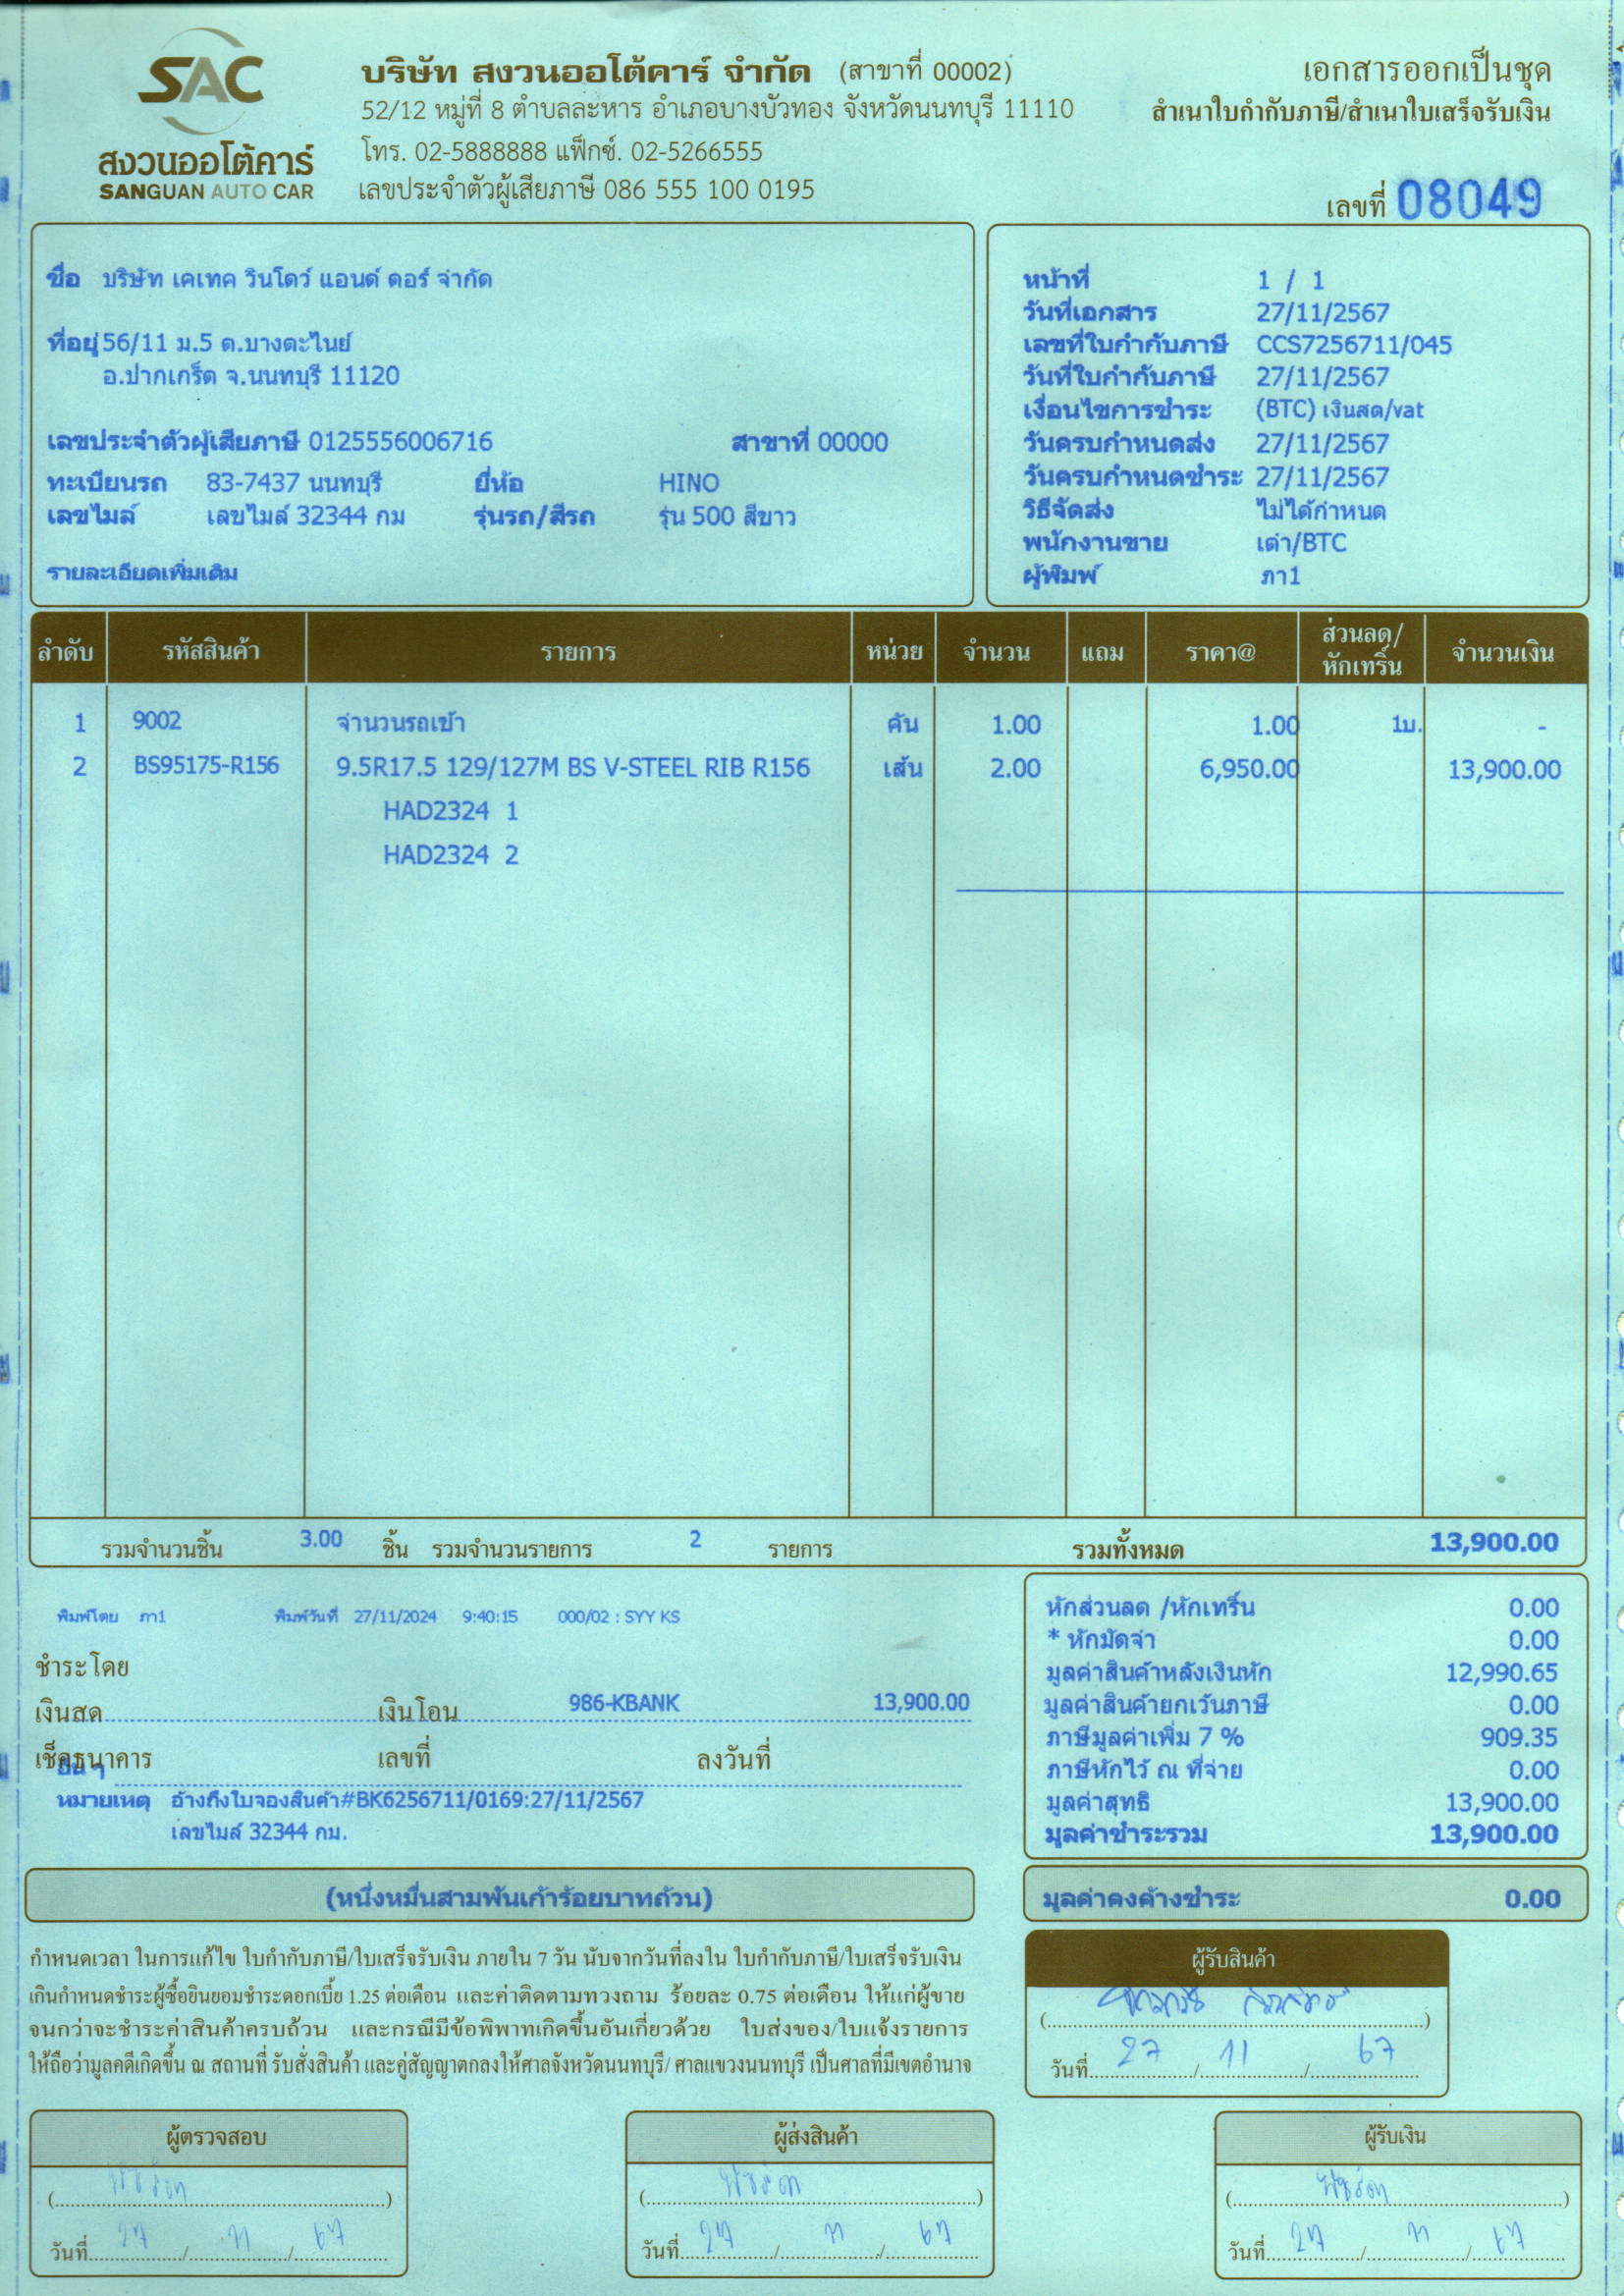 SAC
สงวนออโต้คาร์
SANGUAN AUTO CAR
บริษัท สงวนออโต้คาร์ จำกัด (สาขาที่ 00002)
52/12 หมู่ที่ 8 ตำบลละหาร อำเภอบางบัวทอง จังหวัดนนทบุรี 11110
โทร. 02-5888888 แฟ็กซ์. 02-5266555
เลขประจำตัวผู้เสียภาษี 086 555 100 0195
เอกสารออกเป็นชุด
สำเนาใบกำกับภาษี/สำเนาใบเสร็จรับเงิน
เลขที่ 08049
ชื่อ บริษัท เคเทค วินโดว์ แอนด์ ดอร์ จำกัด
ที่อยู่ 56/11 ม.5 ต.บางตะไนย์
อ.ปากเกร็ด จ.นนทบุรี 11120
เลขประจำตัวผู้เสียภาษี 0125556006716 สาขาที่ 00000
ทะเบียนรถ 83-7437 นนทบุรี ยี่ห้อ HINO
เลขไมล์ เลขไมล์ 32344 กม รุ่นรถ/สีรถ รุ่น 500 สีขาว
รายละเอียดเพิ่มเติม
หน้าที่ 1 / 1
วันที่เอกสาร 27/11/2567
เลขที่ใบกำกับภาษี CCS7256711/045
วันที่ใบกำกับภาษี 27/11/2567
เงื่อนไขการชำระ (BTC) เงินสด/vat
วันครบกำหนดส่ง 27/11/2567
วันครบกำหนดชำระ 27/11/2567
วิธีจัดส่ง ไม่ได้กำหนด
พนักงานขาย เต่า/BTC
ผู้พิมพ์ ภา1
ลำดับ รหัสสินค้า รายการ หน่วย จำนวน แถม ราคา@ ส่วนลด/หักเทริ์น จำนวนเงิน
1 9002 จำนวนรถเข้า คัน 1.00 1.00 1บ. -
2 BS95175-R156 9.5R17.5 129/127M BS V-STEEL RIB R156 เส้น 2.00 6,950.00 13,900.00
HAD2324 1
HAD2324 2
รวมจำนวนชิ้น 3.00 ชิ้น รวมจำนวนรายการ 2 รายการ รวมทั้งหมด 13,900.00
พิมพ์โดย ภา1 พิมพ์วันที่ 27/11/2024 9:40:15 000/02 : SYY KS
ชำระโดย
เงินสด เงินโอน 986-KBANK 13,900.00
เช็คธนาคาร เลขที่ ลงวันที่
อื่นๆ
หมายเหตุ อ้างถึงใบจองสินค้า#BK6256711/0169:27/11/2567
เลขไมล์ 32344 กม.
หักส่วนลด /หักเทริ์น 0.00
* หักมัดจำ 0.00
มูลค่าสินค้าหลังเงินหัก 12,990.65
มูลค่าสินค้ายกเว้นภาษี 0.00
ภาษีมูลค่าเพิ่ม 7 % 909.35
ภาษีหักไว้ ณ ที่จ่าย 0.00
มูลค่าสุทธิ 13,900.00
มูลค่าชำระรวม 13,900.00
(หนึ่งหมื่นสามพันเก้าร้อยบาทถ้วน)
มูลค่าคงค้างชำระ 0.00
กำหนดเวลา ในการแก้ไข ใบกำกับภาษี/ใบเสร็จรับเงิน ภายใน 7 วัน นับจากวันที่ลงใน ใบกำกับภาษี/ใบเสร็จรับเงิน
เกินกำหนดชำระผู้ซื้อยินยอมชำระดอกเบี้ย 1.25 ต่อเดือน และค่าติดตามทวงถาม ร้อยละ 0.75 ต่อเดือน ให้แก่ผู้ขาย
จนกว่าจะชำระค่าสินค้าครบถ้วน และกรณีมีข้อพิพาทเกิดขึ้นอันเกี่ยวด้วย ใบส่งของ/ใบแจ้งรายการ
ให้ถือว่ามูลคดีเกิดขึ้น ณ สถานที่ รับสั่งสินค้า และคู่สัญญาตกลงให้ศาลจังหวัดนนทบุรี/ ศาลแขวงนนทบุรี เป็นศาลที่มีเขตอำนาจ
ผู้รับสินค้า
วันที่ 27 / 11 / 67
ผู้ตรวจสอบ
วันที่ 27 / 11 / 67
ผู้ส่งสินค้า
วันที่ 27 / 11 / 67
ผู้รับเงิน
วันที่ 27 / 11 / 67